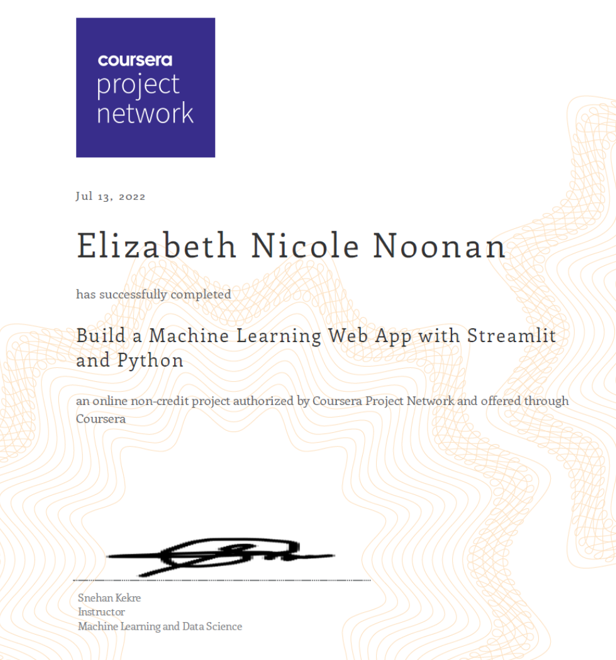 coursera
project
network
Jul 13, 2022
Elizabeth Nicole Noonan
has successfully completed
Build a Machine Learning Web App with Streamlit
and Python
an online non-credit project authorized by Coursera Project Network and offered through
Coursera
Snehan Kekre
Instructor
Machine Learning and Data Science